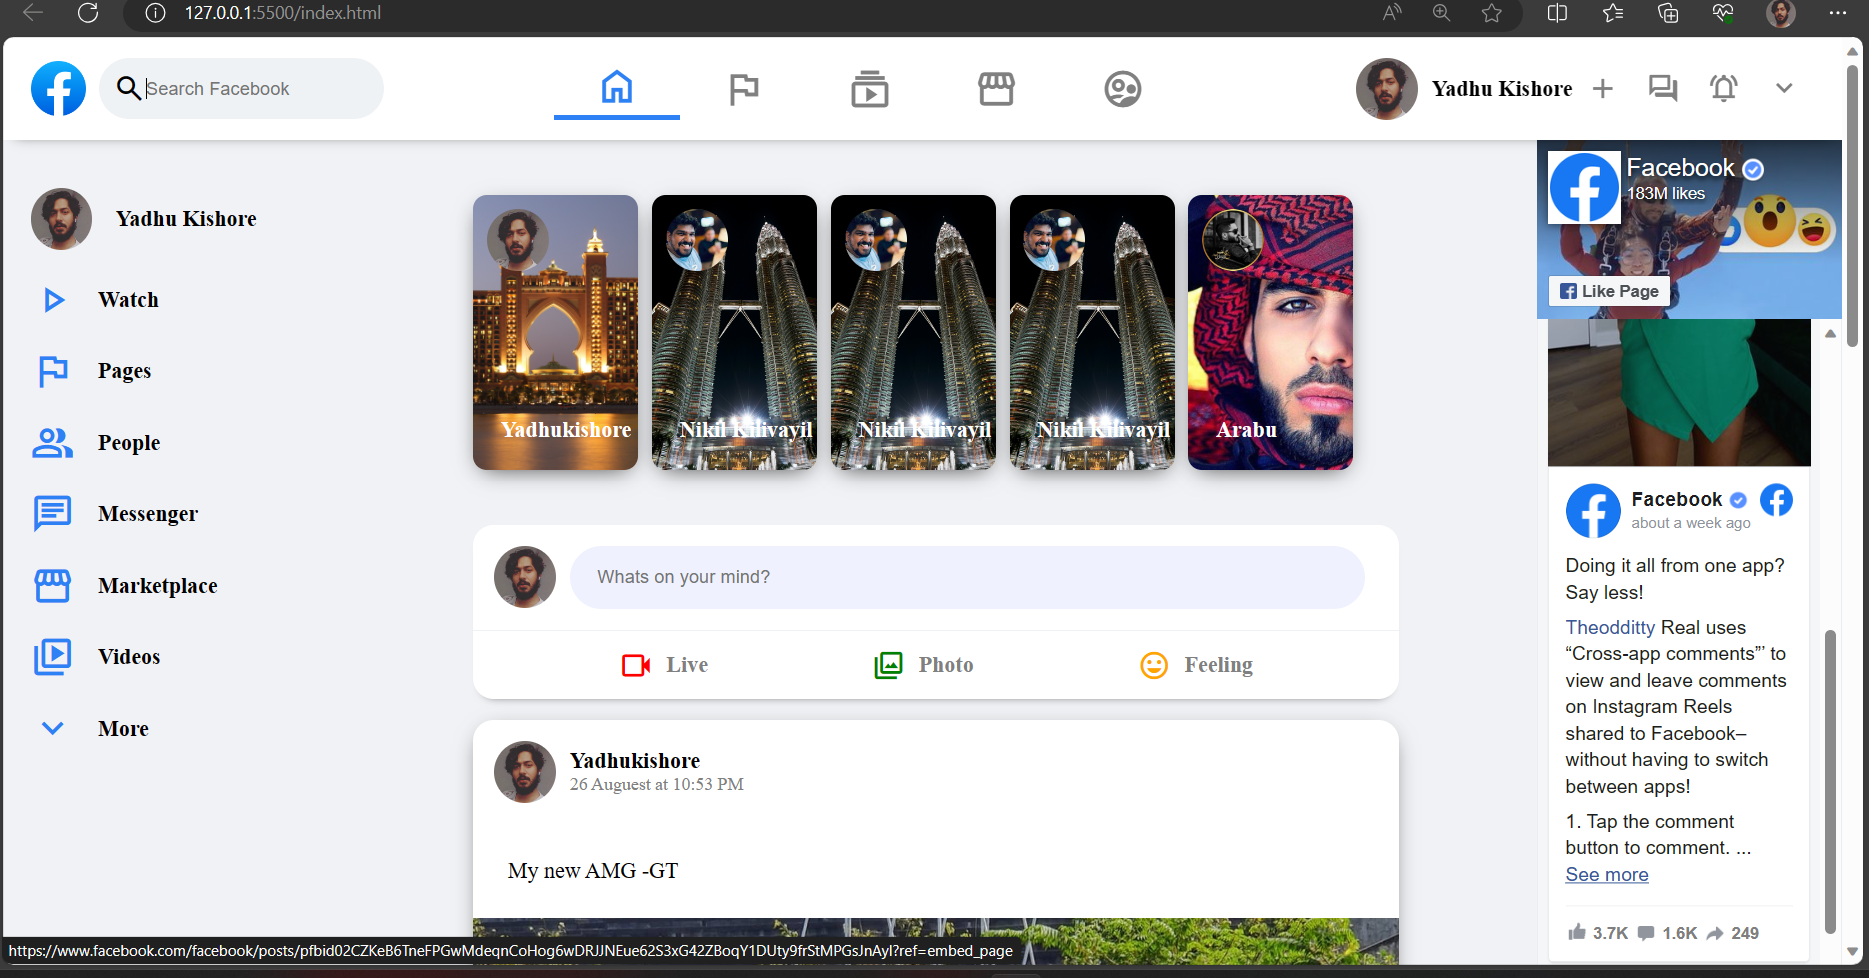 127.0.0.1:5500/index.html
Search Facebook
Yadhu Kishore
Yadhu Kishore
Watch
Pages
People
Messenger
Marketplace
Videos
More
Yadhukishore
Nikil Kilivayil
Nikil Kilivayil
Nikil Kilivayil
Arabu
Whats on your mind?
Live
Photo
Feeling
Yadhukishore
26 Auguest at 10:53 PM
My new AMG -GT
Facebook
183M likes
Like Page
Facebook
about a week ago
Doing it all from one app?
Say less!
Theodditty Real uses
“Cross-app comments”’ to
view and leave comments
on Instagram Reels
shared to Facebook–
without having to switch
between apps!
1. Tap the comment
button to comment. ...
See more
3.7K 1.6K 249
https://www.facebook.com/facebook/posts/pfbid02CZKeB6TneFPGwMdeqnCoHog6wDRJJNEue62S3xG42ZBoqY1DUty9frStMPGsJnAyl?ref=embed_page